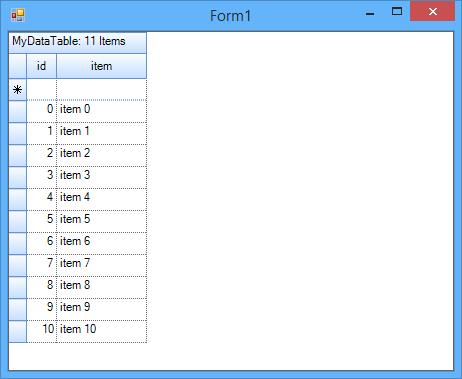 Form1
MyDataTable: 11 Items
id item
0 item 0
1 item 1
2 item 2
3 item 3
4 item 4
5 item 5
6 item 6
7 item 7
8 item 8
9 item 9
10 item 10